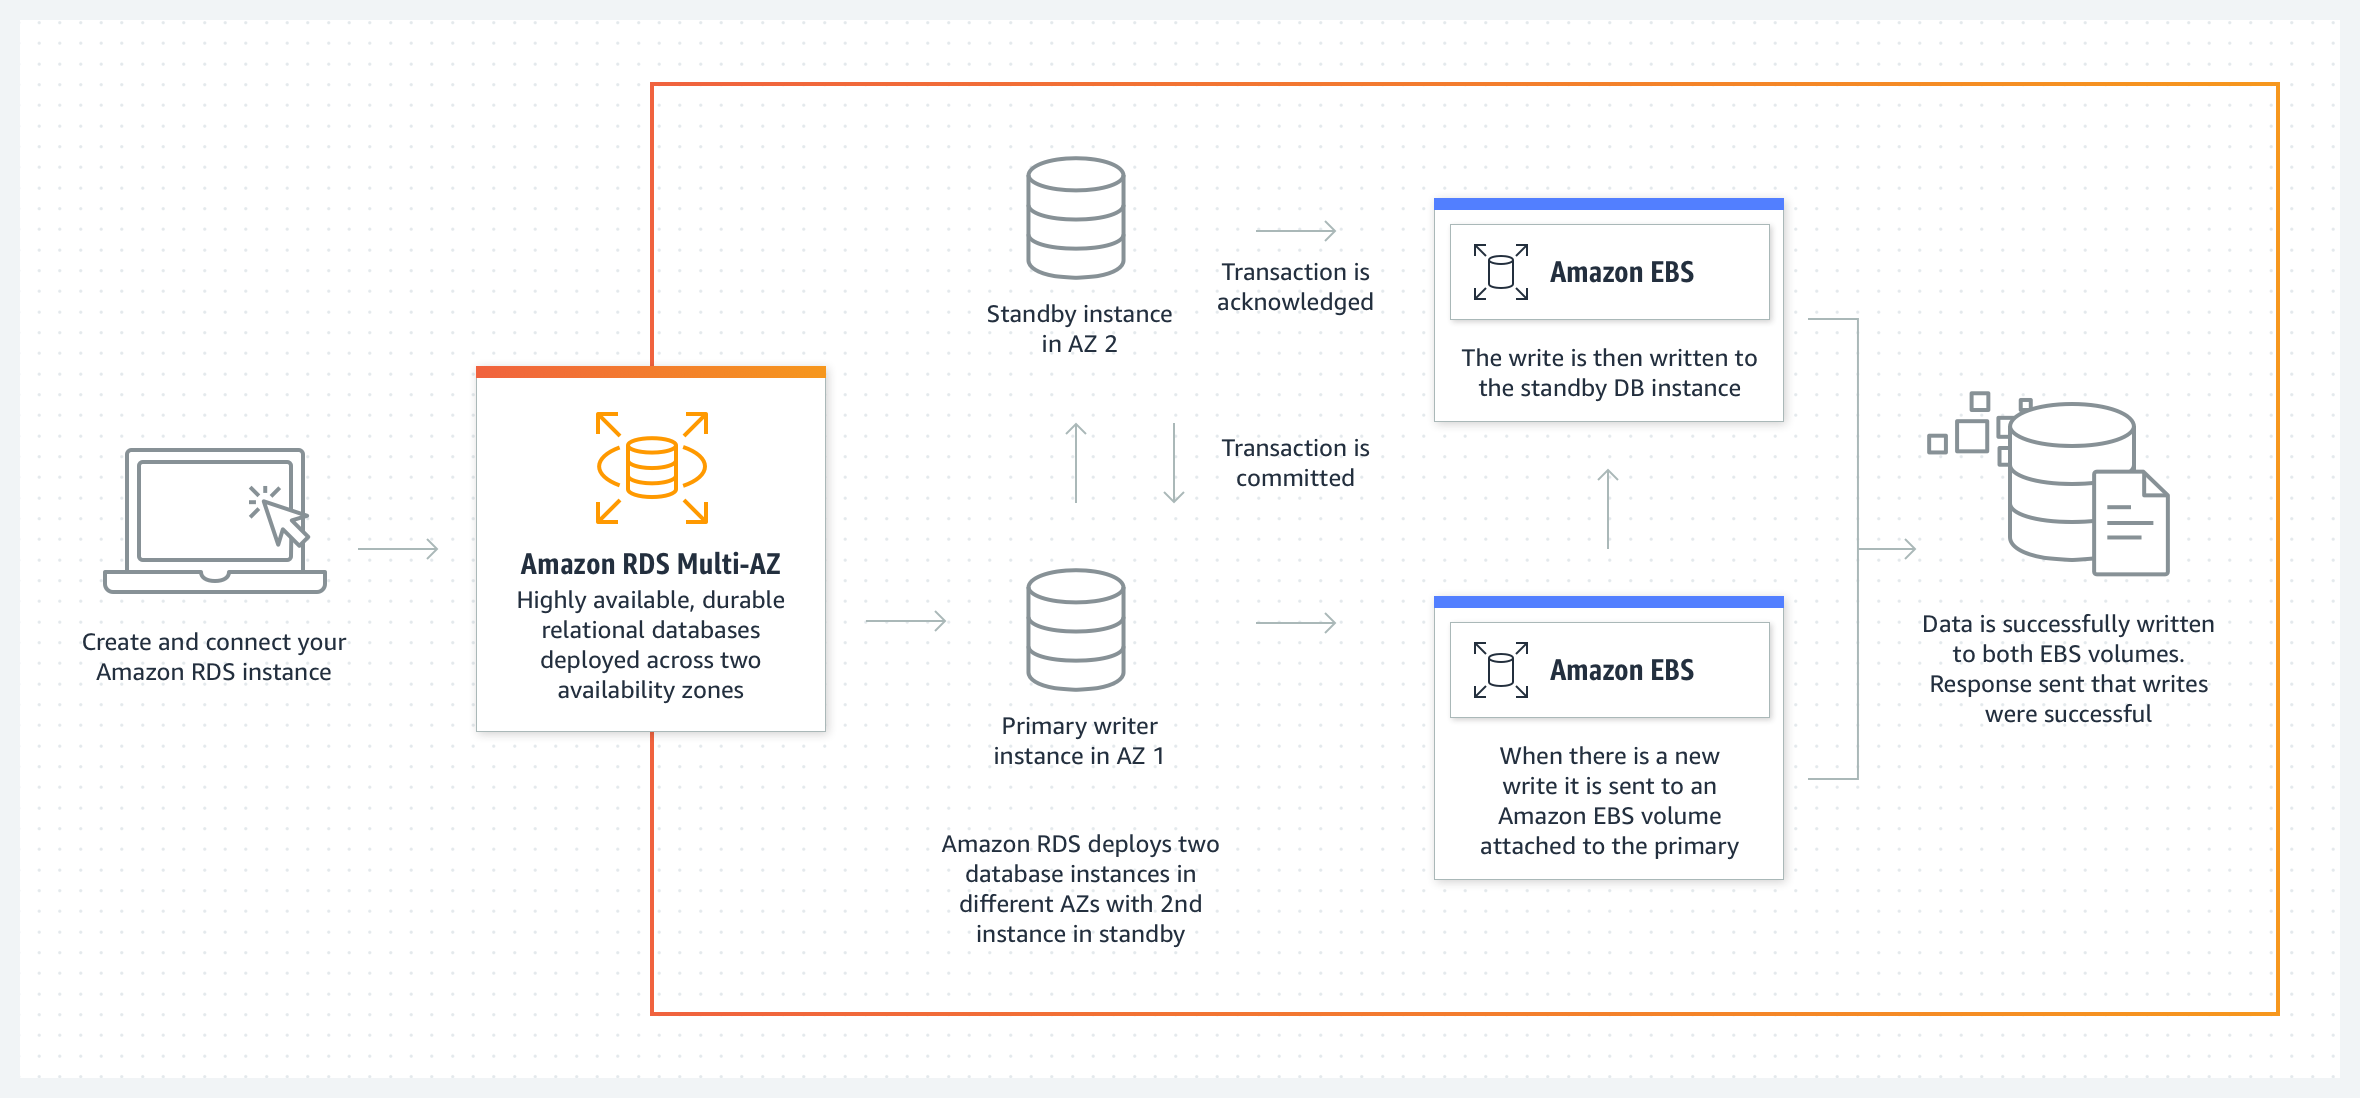 Create and connect your
Amazon RDS instance
Amazon RDS Multi-AZ
Highly available, durable
relational databases
deployed across two
availability zones
Standby instance
in AZ 2
Transaction is
acknowledged
Transaction is
committed
Primary writer
instance in AZ 1
Amazon RDS deploys two
database instances in
different AZs with 2nd
instance in standby
Amazon EBS
The write is then written to
the standby DB instance
Amazon EBS
When there is a new
write it is sent to an
Amazon EBS volume
attached to the primary
Data is successfully written
to both EBS volumes.
Response sent that writes
were successful